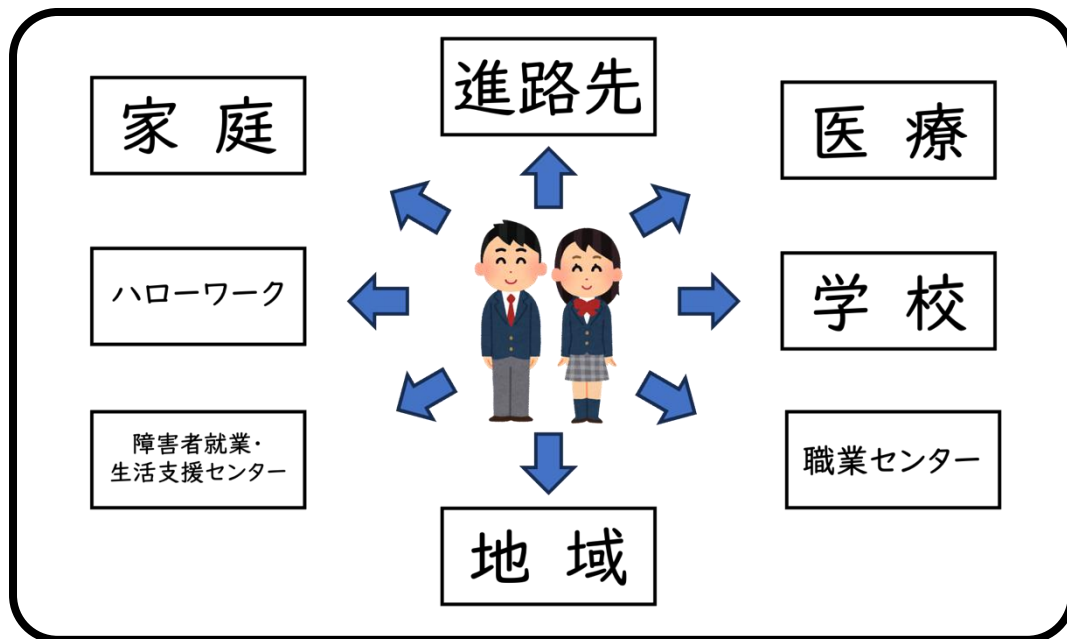 進路先
家 庭
医 療
ハローワーク
学 校
障害者就業・
生活支援センター
職業センター
地 域